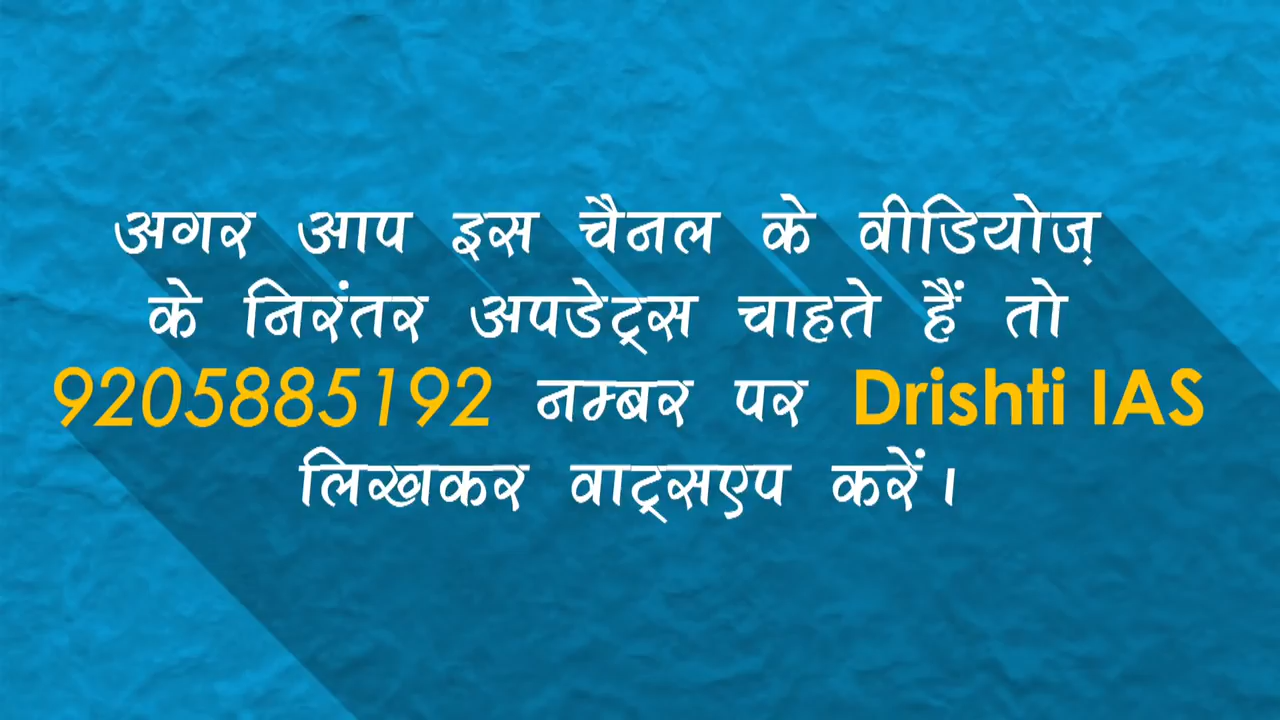 अगर आप इस चैनल के वीडियोज़
के निरंतर अपडेट्स चाहते हैं तो
9205885192 नम्बर पर Drishti IAS
लिखकर वाट्सएप करें।